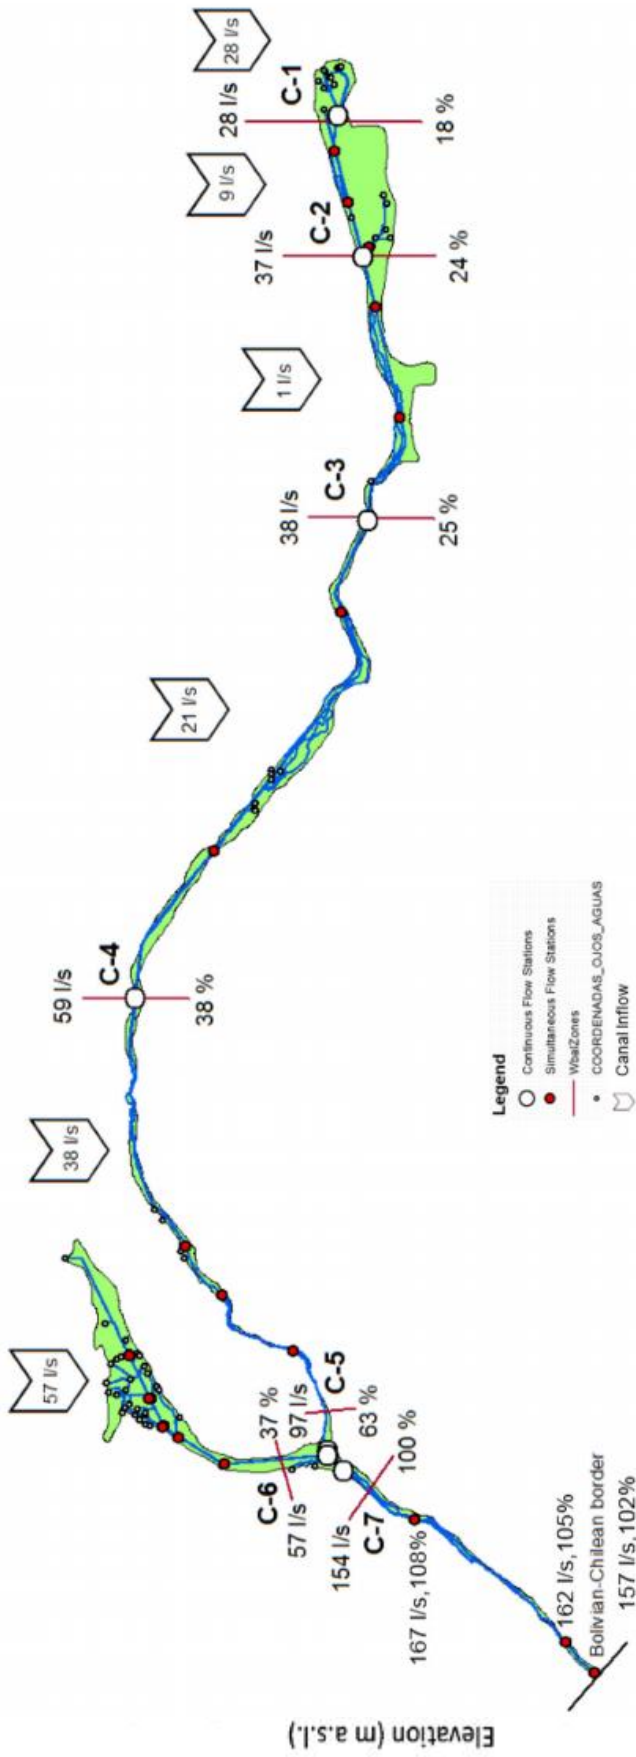 28 l/s
28 l/s
C-1
18 %
9 l/s
37 l/s
C-2
24 %
1 l/s
38 l/s
C-3
25 %
21 l/s
59 l/s
C-4
38 %
38 l/s
57 l/s
37 %
97 l/s
C-5
63 %
C-6
57 l/s
100 %
154 l/s
C-7
167 l/s,108%
162 l/s,105%
Bolivian-Chilean border
157 l/s,102%
Elevation (m a.s.l.)
Legend
Continuous Flow Stations
Simultaneous Flow Stations
WbalZones
COORDENADAS_OJOS_AGUAS
Canal Inflow